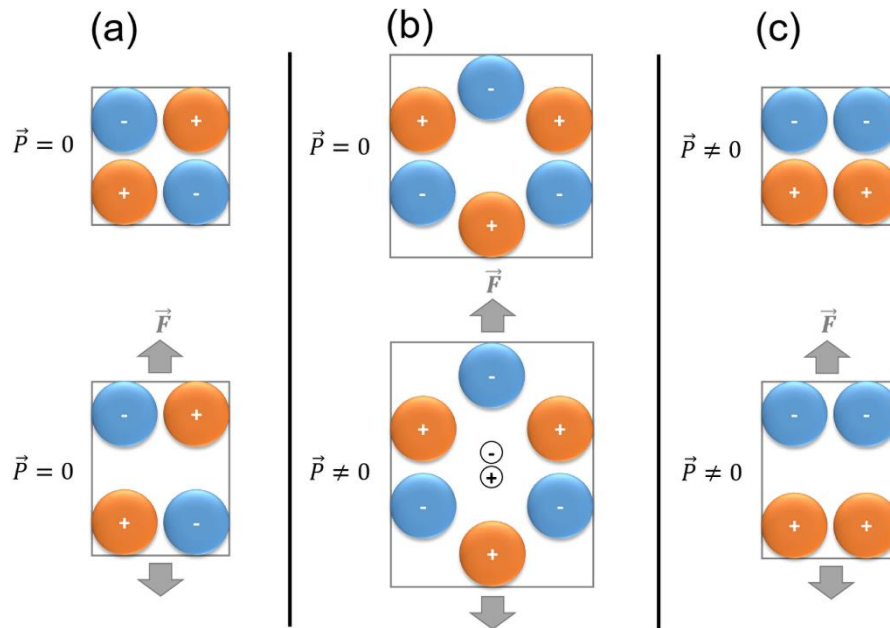 (a)
(b)
(c)
P⃗ = 0
- +
+ -
P⃗ = 0
-
+ +
- -
+
P⃗ ≠ 0
- -
+ +
F⃗
F⃗
F⃗
P⃗ = 0
- +
+ -
P⃗ ≠ 0
-
+ +
-
+
- -
+
P⃗ ≠ 0
- -
+ +